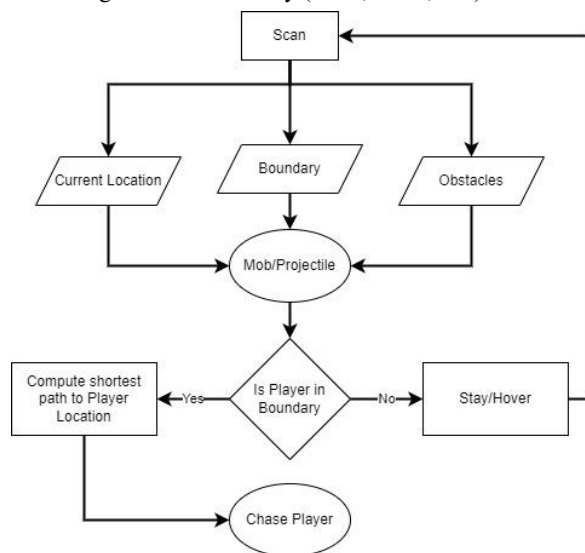 Scan
Current Location
Boundary
Obstacles
Mob/Projectile
Compute shortest
path to Player
Location
Yes
Is Player in
Boundary
No
Stay/Hover
Chase Player